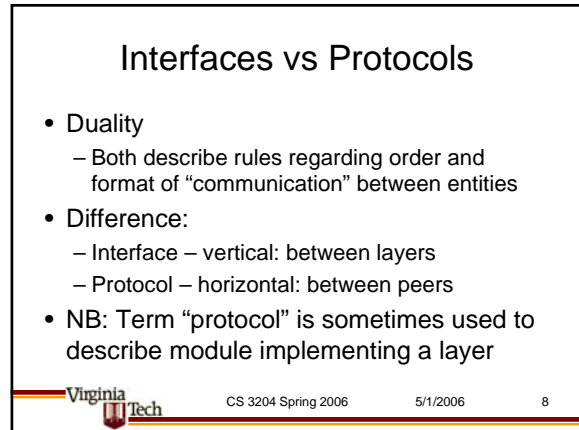 Interfaces vs Protocols
• Duality
– Both describe rules regarding order and
format of “communication” between entities
• Difference:
– Interface – vertical: between layers
– Protocol – horizontal: between peers
• NB: Term “protocol” is sometimes used to
describe module implementing a layer
Virginia Tech CS 3204 Spring 2006 5/1/2006 8